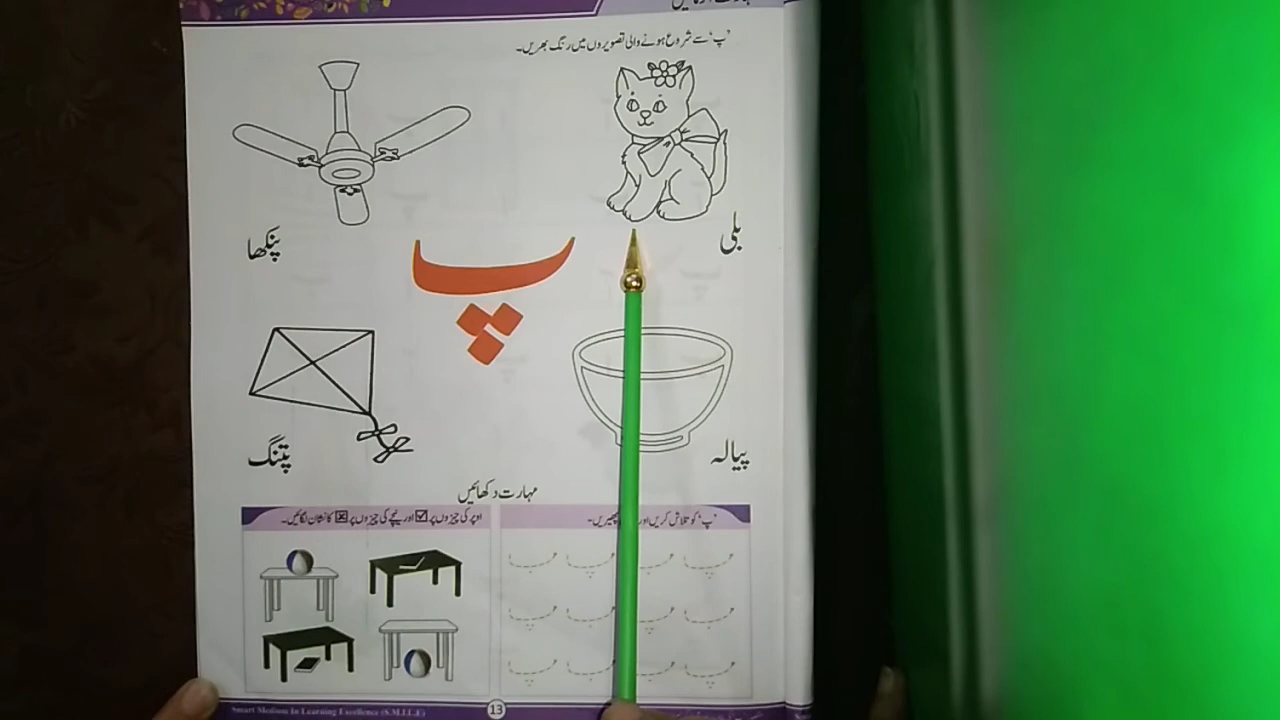 'پ' سے شروع ہونے والی تصویروں میں رنگ بھریں۔
بلی
پنکھا
پ
پیالہ
پتنگ
مہارت دکھائیں
'پ' کو تلاش کریں اور پھیریں۔
اوپر کی چیزوں پر ☑ اور نیچے کی چیزوں پر ☒ کا نشان لگائیں۔
ب پ ب پ
پ ب پ ب
ب پ ب پ
Smart Medium In Learning Excellence (S.M.I.L.E)
13